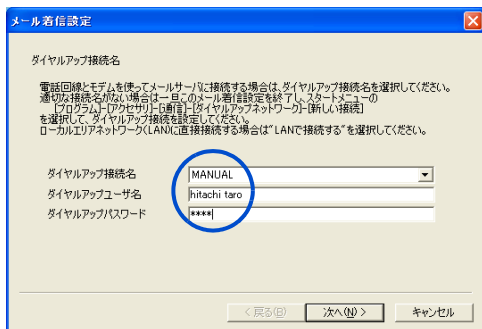 メール着信設定
ダイヤルアップ接続名
電話回線とモデムを使ってメールサーバに接続する場合は、ダイヤルアップ接続名を選択してください。
適切な接続名がない場合は一旦このメール着信設定を終了し、スタートメニューの
[プログラム]-[アクセサリ]-[通信]-[ダイヤルアップネットワーク]-[新しい接続]
を選択して、ダイヤルアップ接続を設定してください。
ローカルエリアネットワーク(LAN)に直接接続する場合は“LANで接続する”を選択してください。
ダイヤルアップ接続名 MANUAL
ダイヤルアップユーザ名 hitachi taro
ダイヤルアップパスワード ****
< 戻る(B) 次へ(N) > キャンセル